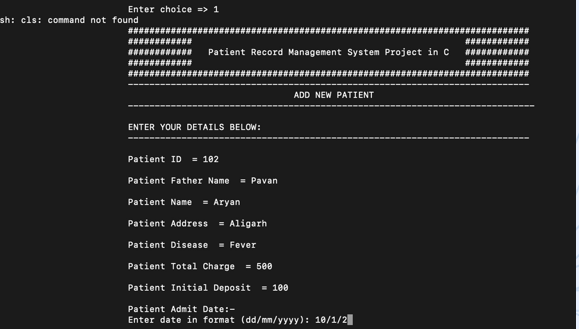 Enter choice => 1
sh: cls: command not found
##########################################################################
############ ############
############ Patient Record Management System Project in C ############
############ ############
##########################################################################
--------------------------------------------------------------------------
ADD NEW PATIENT
---------------------------------------------------------------------------
ENTER YOUR DETAILS BELOW:
--------------------------------------------------------------------------
Patient ID  = 102
Patient Father Name  = Pavan
Patient Name  = Aryan
Patient Address  = Aligarh
Patient Disease  = Fever
Patient Total Charge  = 500
Patient Initial Deposit  = 100
Patient Admit Date:-
Enter date in format (dd/mm/yyyy): 10/1/2